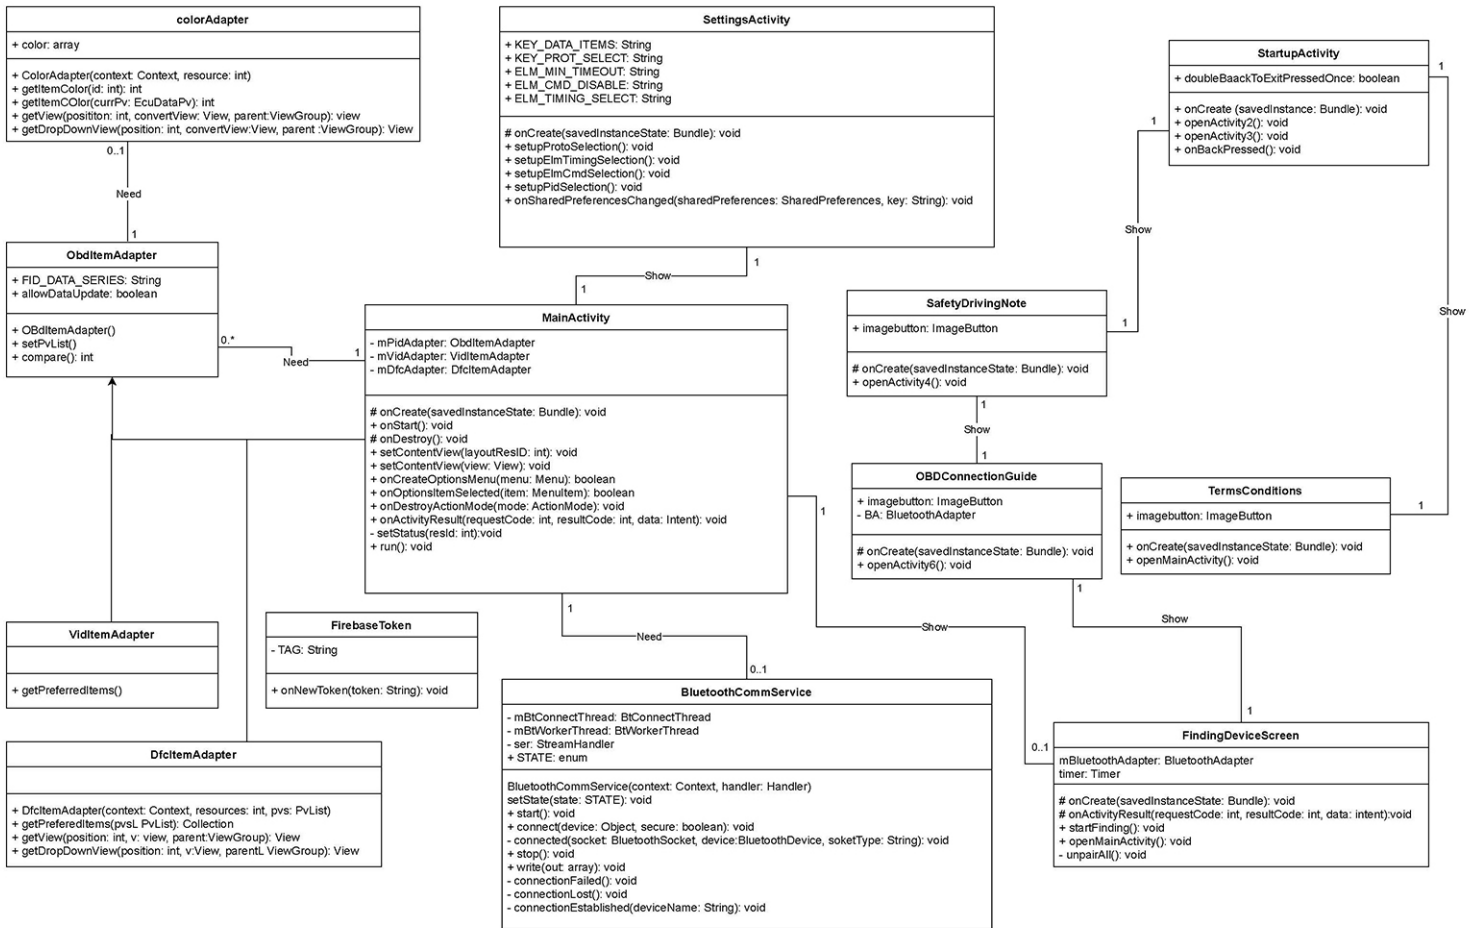 colorAdapter
+ color: array
+ ColorAdapter(context: Context, resource: int)
+ getItemColor(id: int): int
+ getItemCOlor(currPv: EcuDataPv): int
+ getView(posititon: int, convertView: View, parent:ViewGroup): view
+ getDropDownView(position: int, convertView:View, parent :ViewGroup): View
0..1
Need
1
ObdItemAdapter
+ FID_DATA_SERIES: String
+ allowDataUpdate: boolean
+ OBdItemAdapter()
+ setPvList()
+ compare(): int
0.*
Need
1
SettingsActivity
+ KEY_DATA_ITEMS: String
+ KEY_PROT_SELECT: String
+ ELM_MIN_TIMEOUT: String
+ ELM_CMD_DISABLE: String
+ ELM_TIMING_SELECT: String
# onCreate(savedInstanceState: Bundle): void
+ setupProtoSelection(): void
+ setupElmTimingSelection(): void
+ setupElmCmdSelection(): void
+ setupPidSelection(): void
+ onSharedPreferencesChanged(sharedPreferences: SharedPreferences, key: String): void
1
Show
1
MainActivity
- mPidAdapter: ObdItemAdapter
- mVidAdapter: VidItemAdapter
- mDfcAdapter: DfcItemAdapter
# onCreate(savedInstanceState: Bundle): void
+ onStart(): void
# onDestroy(): void
+ setContentView(layoutResID: int): void
+ setContentView(view: View): void
+ onCreateOptionsMenu(menu: Menu): boolean
+ onOptionsItemSelected(item: MenuItem): boolean
+ onDestroyActionMode(mode: ActionMode): void
+ onActivityResult(requestCode: int, resultCode: int, data: Intent): void
- setStatus(resId: int):void
+ run(): void
StartupActivity
+ doubleBaackToExitPressedOnce: boolean
+ onCreate (savedInstance: Bundle): void
+ openActivity2(): void
+ openActivity3(): void
+ onBackPressed(): void
1
1
Show
Show
1
1
SafetyDrivingNote
+ imagebutton: ImageButton
# onCreate(savedInstanceState: Bundle): void
+ openActivity4(): void
1
Show
1
OBDConnectionGuide
+ imagebutton: ImageButton
- BA: BluetoothAdapter
# onCreate(savedInstanceState: Bundle): void
+ openActivity6(): void
1
Show
1
TermsConditions
+ imagebutton: ImageButton
+ onCreate(savedInstanceState: Bundle): void
+ openMainActivity(): void
1
Show
0..1
VidItemAdapter
+ getPreferredItems()
FirebaseToken
- TAG: String
+ onNewToken(token: String): void
1
Need
0..1
DfcItemAdapter
+ DfcItemAdapter(context: Context, resources: int, pvs: PvList)
+ getPreferedItems(pvsL PvList): Collection
+ getView(position: int, v: view, parent:ViewGroup): View
+ getDropDownView(position: int, v:View, parentL ViewGroup): View
BluetoothCommService
- mBtConnectThread: BtConnectThread
- mBtWorkerThread: BtWorkerThread
- ser: StreamHandler
+ STATE: enum
BluetoothCommService(context: Context, handler: Handler)
setState(state: STATE): void
+ start(): void
+ connect(device: Object, secure: boolean): void
- connected(socket: BluetoothSocket, device:BluetoothDevice, soketType: String): void
+ stop(): void
+ write(out: array): void
- connectionFailed(): void
- connectionLost(): void
- connectionEstablished(deviceName: String): void
FindingDeviceScreen
mBluetoothAdapter: BluetoothAdapter
timer: Timer
# onCreate(savedInstanceState: Bundle): void
# onActivityResult(requestCode: int, resultCode: int, data: intent):void
+ startFinding(): void
+ openMainActivity(): void
- unpairAll(): void